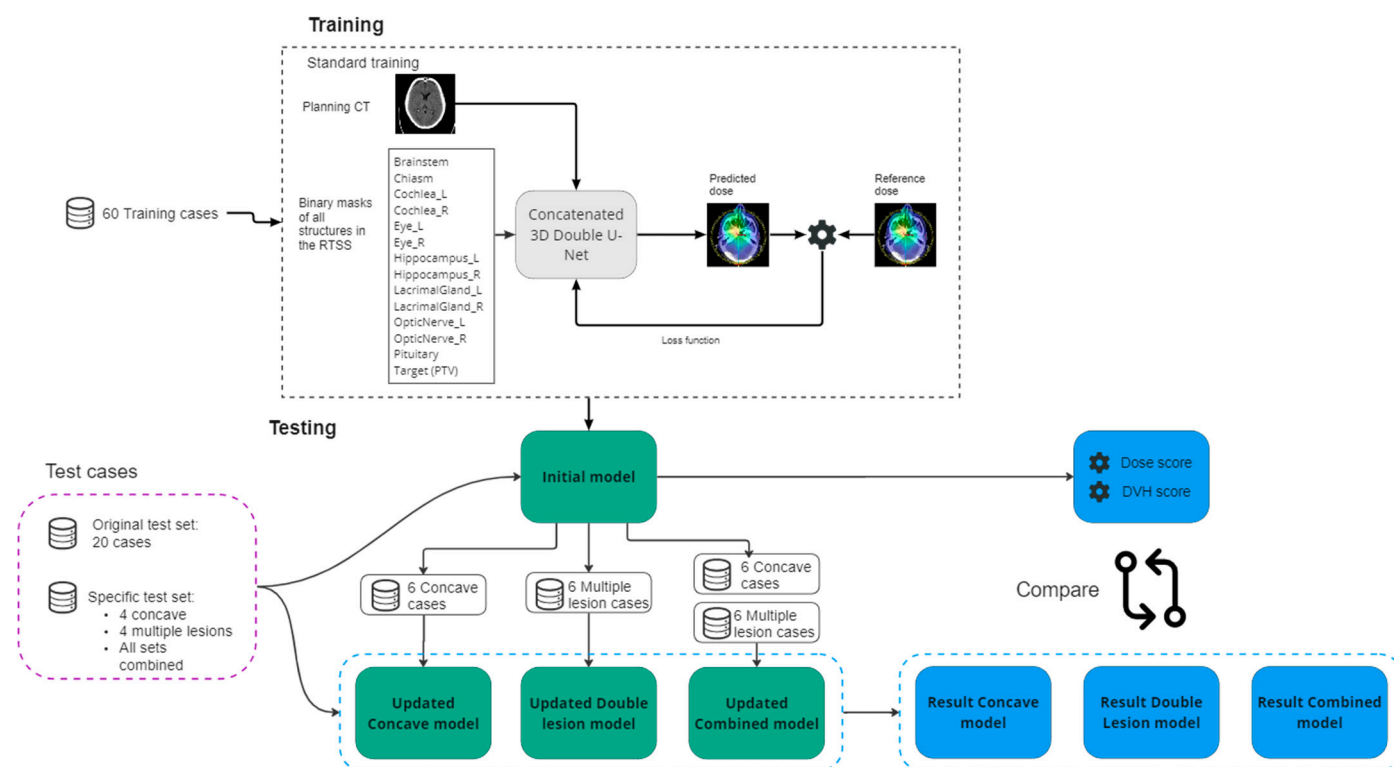 Training
Standard training
Planning CT
60 Training cases
Binary masks
of all
structures in
the RTSS
Brainstem
Chiasm
Cochlea_L
Cochlea_R
Eye_L
Eye_R
Hippocampus_L
Hippocampus_R
LacrimalGland_L
LacrimalGland_R
OpticNerve_L
OpticNerve_R
Pituitary
Target (PTV)
Concatenated
3D Double U-
Net
Predicted
dose
Reference
dose
Loss function
Testing
Test cases
Original test set:
20 cases
Specific test set:
• 4 concave
• 4 multiple lesions
• All sets
combined
Initial model
Dose score
DVH score
6 Concave
cases
6 Multiple
lesion cases
6 Concave
cases
6 Multiple
lesion cases
Compare
Updated
Concave model
Updated Double
lesion model
Updated
Combined model
Result Concave
model
Result Double
Lesion model
Result Combined
model